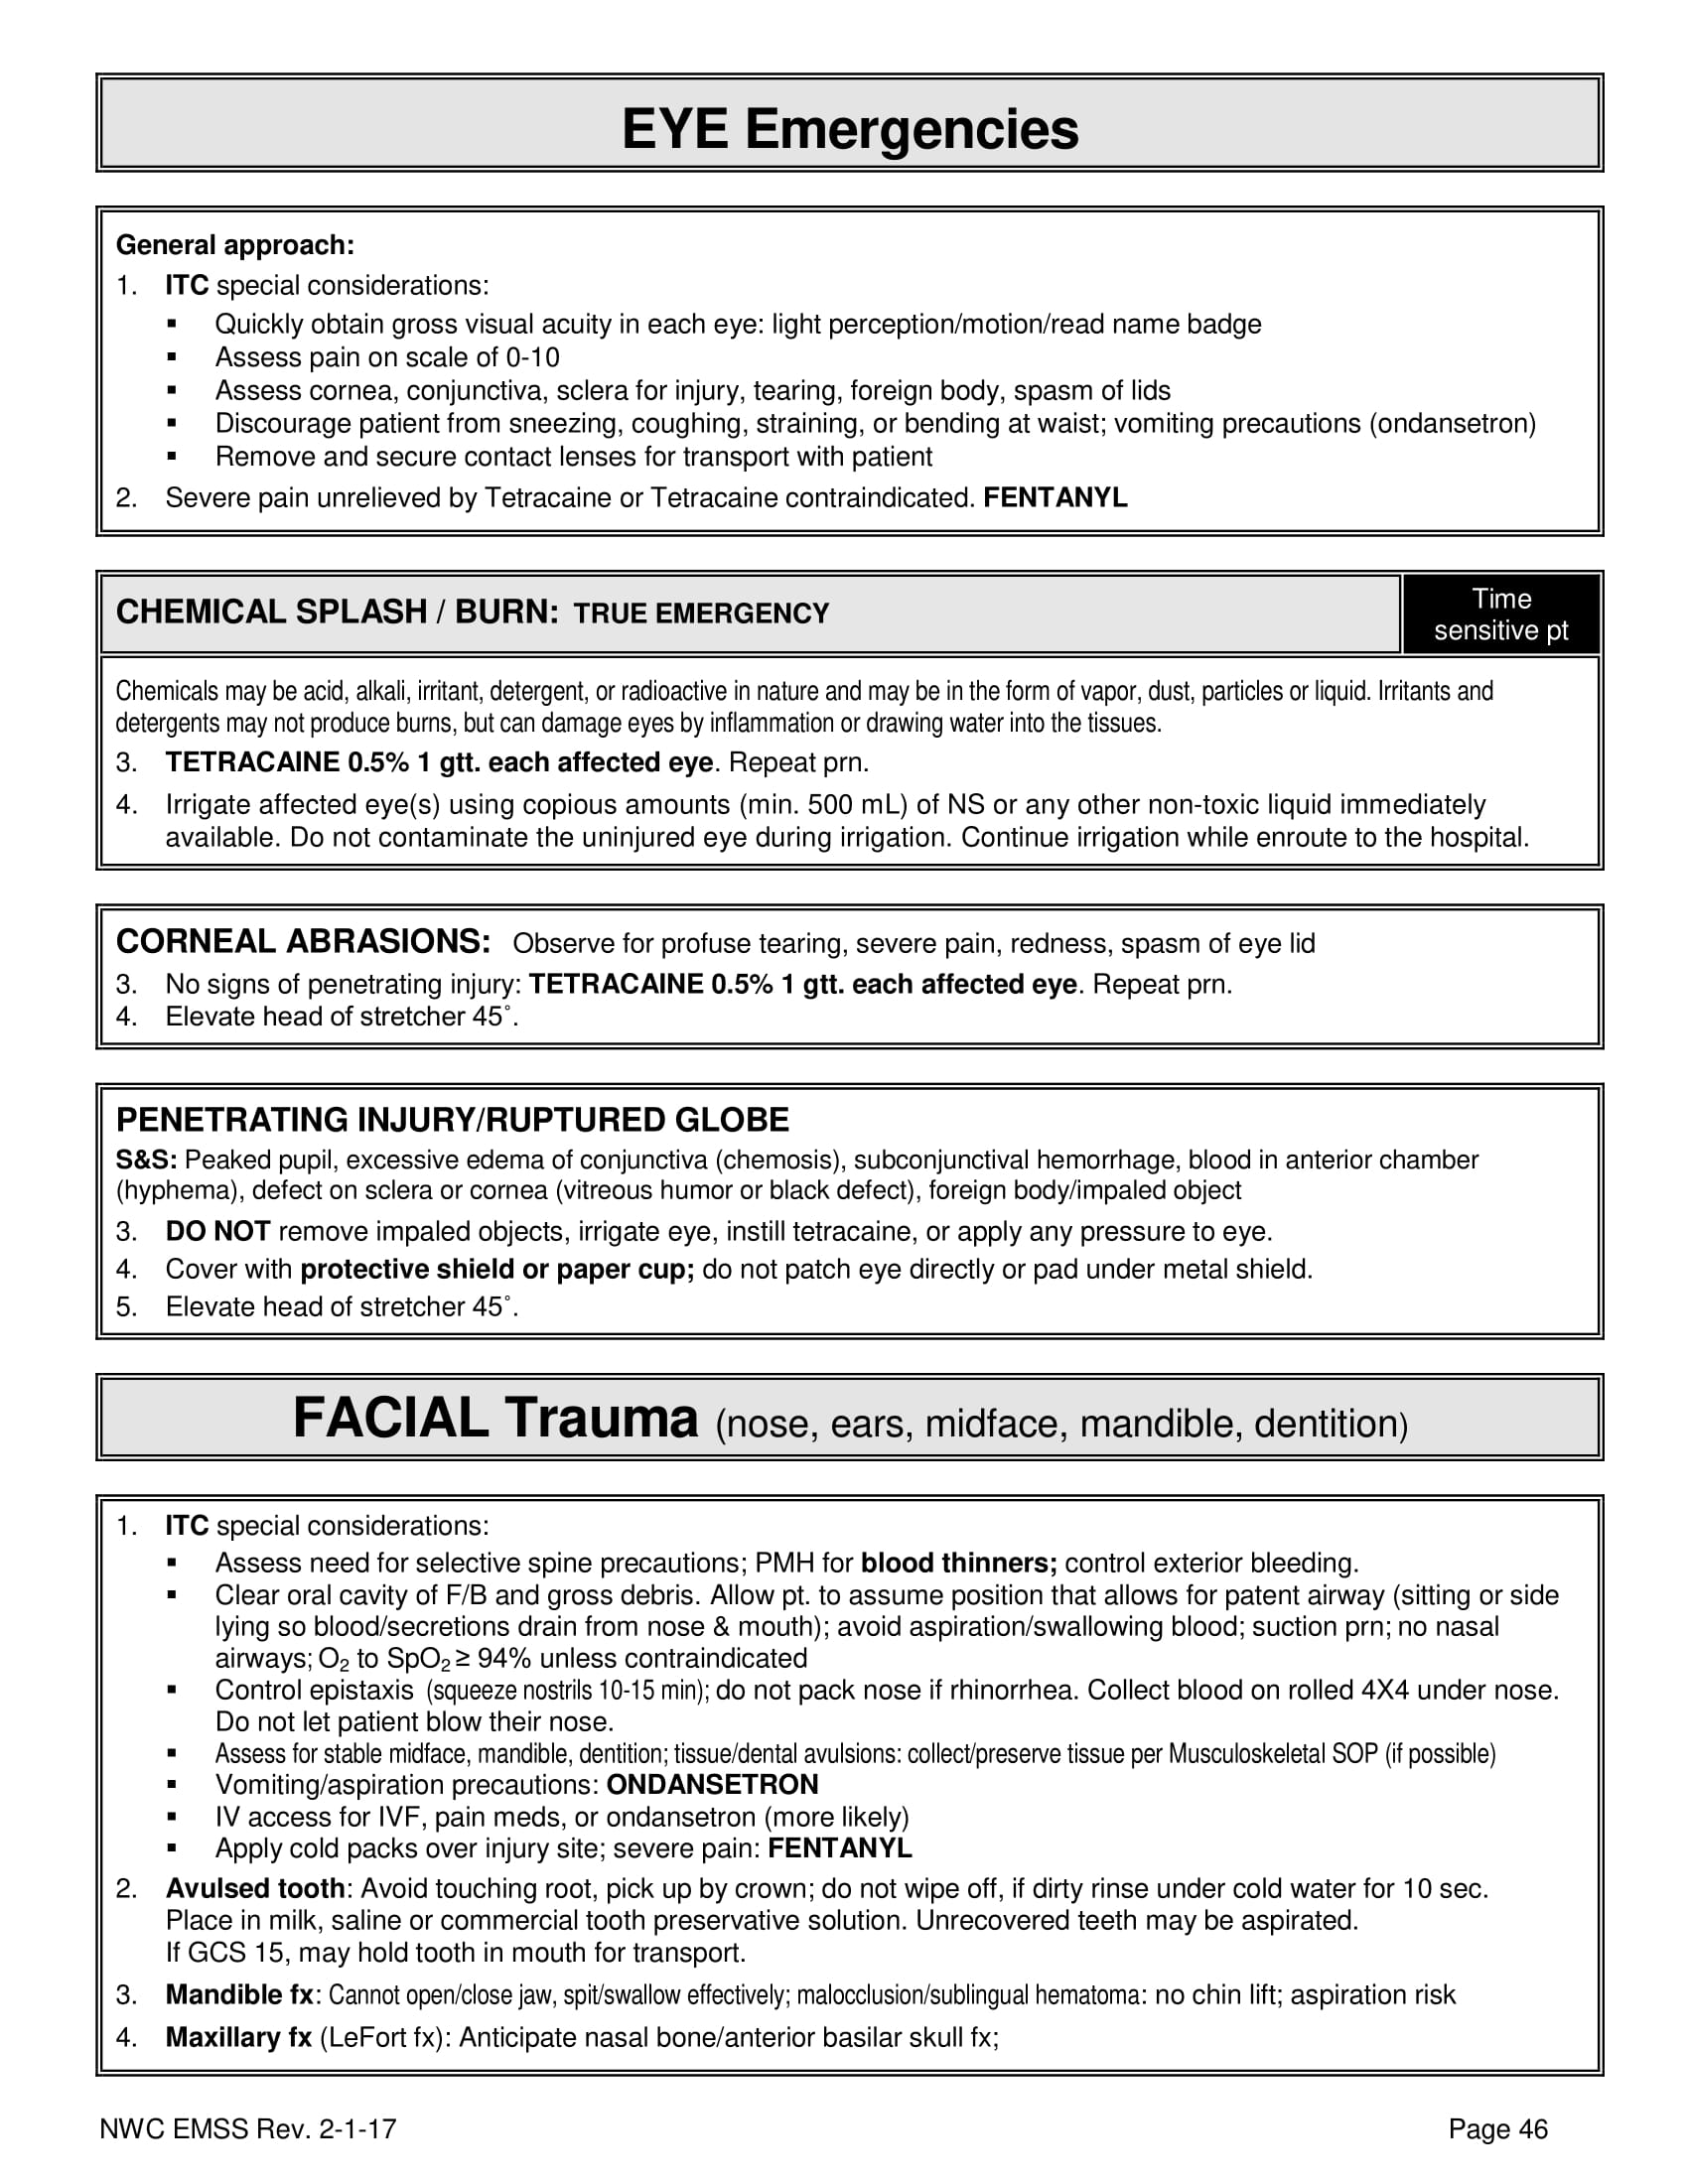 EYE Emergencies
General approach:
1. ITC special considerations:
▪ Quickly obtain gross visual acuity in each eye: light perception/motion/read name badge
▪ Assess pain on scale of 0-10
▪ Assess cornea, conjunctiva, sclera for injury, tearing, foreign body, spasm of lids
▪ Discourage patient from sneezing, coughing, straining, or bending at waist; vomiting precautions (ondansetron)
▪ Remove and secure contact lenses for transport with patient
2. Severe pain unrelieved by Tetracaine or Tetracaine contraindicated. FENTANYL
CHEMICAL SPLASH / BURN: TRUE EMERGENCY
Time
sensitive pt
Chemicals may be acid, alkali, irritant, detergent, or radioactive in nature and may be in the form of vapor, dust, particles or liquid. Irritants and
detergents may not produce burns, but can damage eyes by inflammation or drawing water into the tissues.
3. TETRACAINE 0.5% 1 gtt. each affected eye. Repeat prn.
4. Irrigate affected eye(s) using copious amounts (min. 500 mL) of NS or any other non-toxic liquid immediately
available. Do not contaminate the uninjured eye during irrigation. Continue irrigation while enroute to the hospital.
CORNEAL ABRASIONS: Observe for profuse tearing, severe pain, redness, spasm of eye lid
3. No signs of penetrating injury: TETRACAINE 0.5% 1 gtt. each affected eye. Repeat prn.
4. Elevate head of stretcher 45˚.
PENETRATING INJURY/RUPTURED GLOBE
S&S: Peaked pupil, excessive edema of conjunctiva (chemosis), subconjunctival hemorrhage, blood in anterior chamber
(hyphema), defect on sclera or cornea (vitreous humor or black defect), foreign body/impaled object
3. DO NOT remove impaled objects, irrigate eye, instill tetracaine, or apply any pressure to eye.
4. Cover with protective shield or paper cup; do not patch eye directly or pad under metal shield.
5. Elevate head of stretcher 45˚.
FACIAL Trauma (nose, ears, midface, mandible, dentition)
1. ITC special considerations:
▪ Assess need for selective spine precautions; PMH for blood thinners; control exterior bleeding.
▪ Clear oral cavity of F/B and gross debris. Allow pt. to assume position that allows for patent airway (sitting or side
lying so blood/secretions drain from nose & mouth); avoid aspiration/swallowing blood; suction prn; no nasal
airways; O₂ to SpO₂ ≥ 94% unless contraindicated
▪ Control epistaxis (squeeze nostrils 10-15 min); do not pack nose if rhinorrhea. Collect blood on rolled 4X4 under nose.
Do not let patient blow their nose.
▪ Assess for stable midface, mandible, dentition; tissue/dental avulsions: collect/preserve tissue per Musculoskeletal SOP (if possible)
▪ Vomiting/aspiration precautions: ONDANSETRON
▪ IV access for IVF, pain meds, or ondansetron (more likely)
▪ Apply cold packs over injury site; severe pain: FENTANYL
2. Avulsed tooth: Avoid touching root, pick up by crown; do not wipe off, if dirty rinse under cold water for 10 sec.
Place in milk, saline or commercial tooth preservative solution. Unrecovered teeth may be aspirated.
If GCS 15, may hold tooth in mouth for transport.
3. Mandible fx: Cannot open/close jaw, spit/swallow effectively; malocclusion/sublingual hematoma: no chin lift; aspiration risk
4. Maxillary fx (LeFort fx): Anticipate nasal bone/anterior basilar skull fx;
NWC EMSS Rev. 2-1-17
Page 46